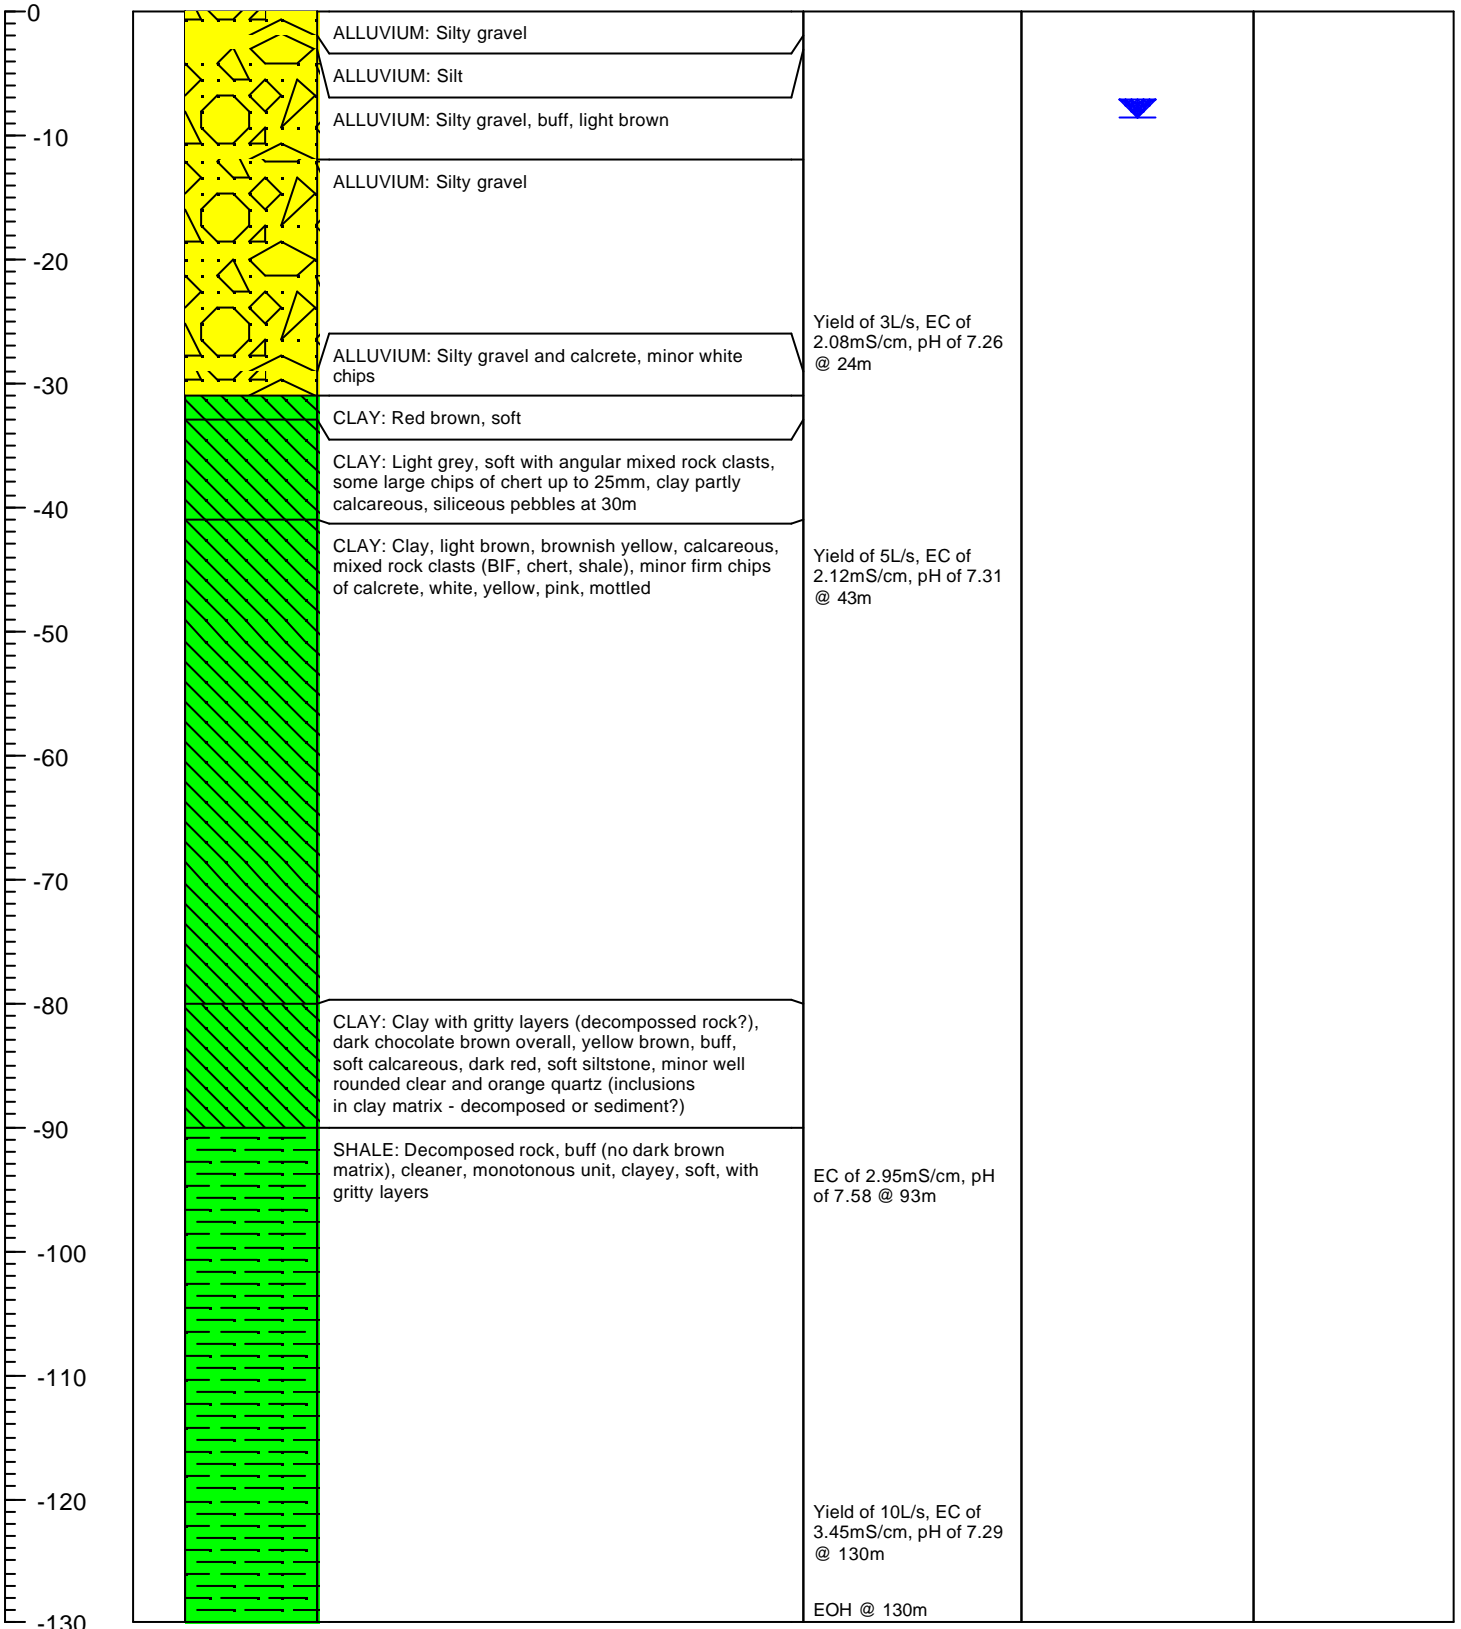 0
ALLUVIUM: Silty gravel
ALLUVIUM: Silt
-10
ALLUVIUM: Silty gravel, buff, light brown
ALLUVIUM: Silty gravel
-20
Yield of 3L/s, EC of
2.08mS/cm, pH of 7.26
@ 24m
ALLUVIUM: Silty gravel and calcrete, minor white
chips
-30
CLAY: Red brown, soft
CLAY: Light grey, soft with angular mixed rock clasts,
some large chips of chert up to 25mm, clay partly
calcareous, siliceous pebbles at 30m
-40
CLAY: Clay, light brown, brownish yellow, calcareous,
mixed rock clasts (BIF, chert, shale), minor firm chips
of calcrete, white, yellow, pink, mottled
Yield of 5L/s, EC of
2.12mS/cm, pH of 7.31
@ 43m
-50
-60
-70
-80
CLAY: Clay with gritty layers (decompossed rock?),
dark chocolate brown overall, yellow brown, buff,
soft calcareous, dark red, soft siltstone, minor well
rounded clear and orange quartz (inclusions
in clay matrix - decomposed or sediment?)
-90
SHALE: Decomposed rock, buff (no dark brown
matrix), cleaner, monotonous unit, clayey, soft, with
gritty layers
EC of 2.95mS/cm, pH
of 7.58 @ 93m
-100
-110
-120
Yield of 10L/s, EC of
3.45mS/cm, pH of 7.29
@ 130m
EOH @ 130m
-130